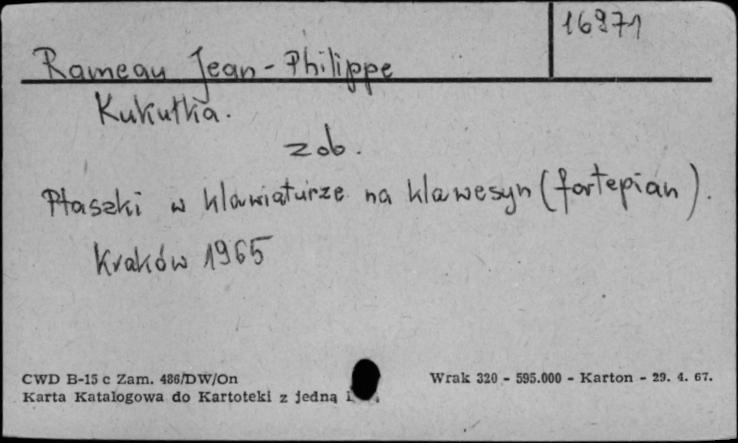 16971
Rameau Jean-Philippe
Kukułka.
zob.
Ptaszki w klawiaturze na klawesyn (fortepian).
Kraków 1965
CWD B-15 c Zam. 486/DW/On
Wrak 320 - 595.000 - Karton - 29. 4. 67.
Karta Katalogowa do Kartoteki z jedną